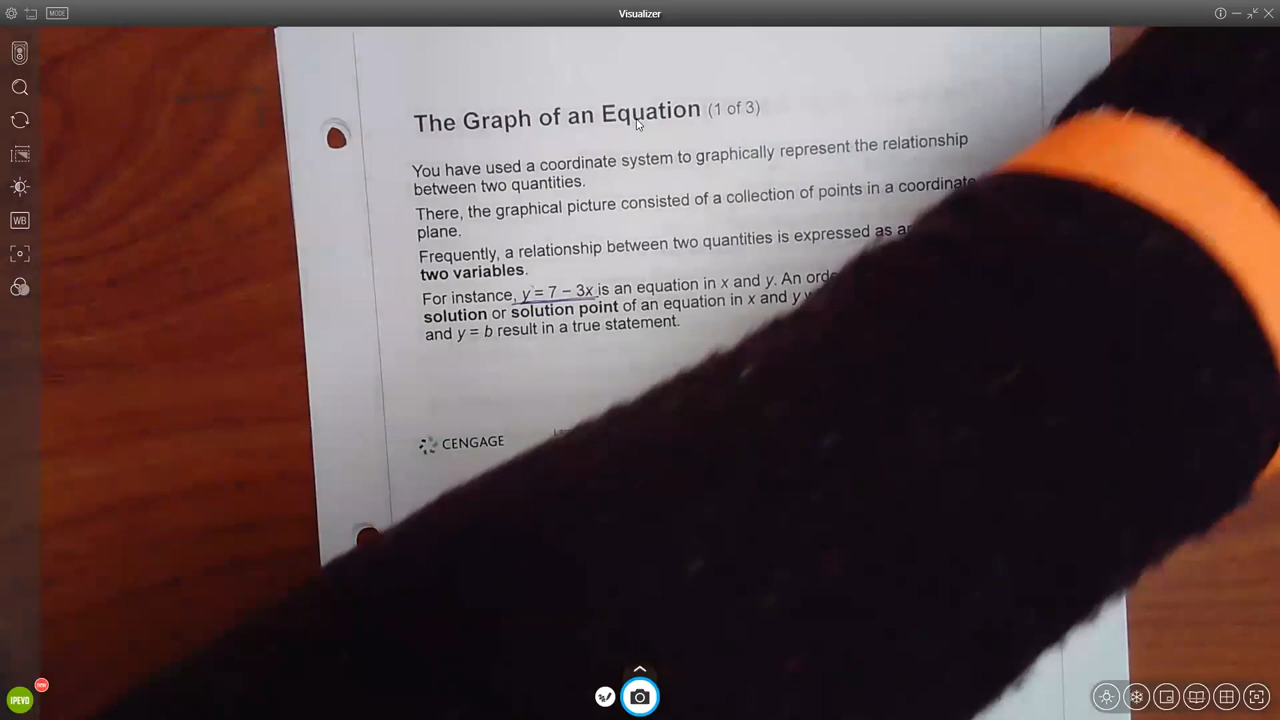 Visualizer
MODE
The Graph of an Equation (1 of 3)
You have used a coordinate system to graphically represent the relationship
between two quantities.
There, the graphical picture consisted of a collection of points in a coordinate
plane.
Frequently, a relationship between two quantities is expressed as
two variables.
For instance, y = 7 − 3x is an equation in x and y. An
solution or solution point of an equation in x and y
and y = b result in a true statement.
CENGAGE
WB
IPEVO
new